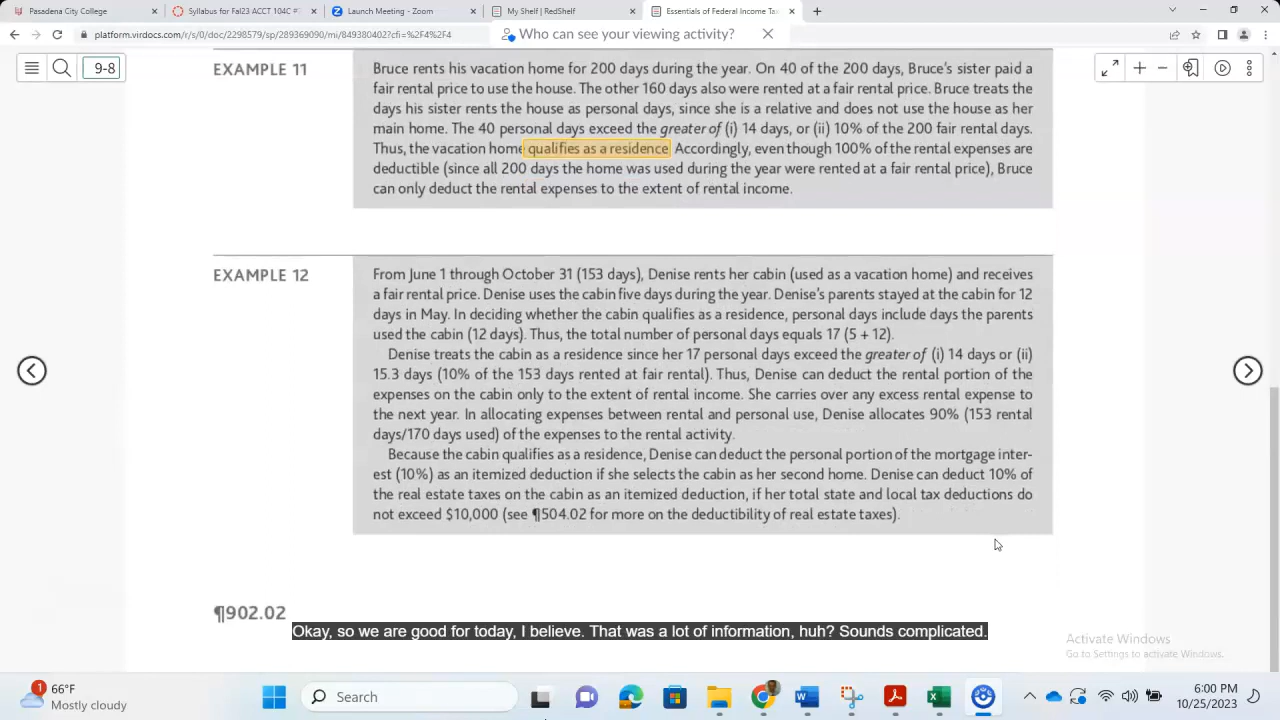 Pasadena City College
Syllabus for Fal23 ACCT 104C #
Launch Meeting - Zoom
My Shelf | RedShelf
Essentials of Federal Income Tax
platform.virdocs.com/r/s/0/doc/2298579/sp/289369090/mi/849380402?cfi=%2F4%2F4
Who can see your viewing activity?
9-8
EXAMPLE 11
Bruce rents his vacation home for 200 days during the year. On 40 of the 200 days, Bruce's sister paid a
fair rental price to use the house. The other 160 days also were rented at a fair rental price. Bruce treats the
days his sister rents the house as personal days, since she is a relative and does not use the house as her
main home. The 40 personal days exceed the greater of (i) 14 days, or (ii) 10% of the 200 fair rental days.
Thus, the vacation home qualifies as a residence. Accordingly, even though 100% of the rental expenses are
deductible (since all 200 days the home was used during the year were rented at a fair rental price), Bruce
can only deduct the rental expenses to the extent of rental income.
EXAMPLE 12
From June 1 through October 31 (153 days), Denise rents her cabin (used as a vacation home) and receives
a fair rental price. Denise uses the cabin five days during the year. Denise's parents stayed at the cabin for 12
days in May. In deciding whether the cabin qualifies as a residence, personal days include days the parents
used the cabin (12 days). Thus, the total number of personal days equals 17 (5 + 12).
Denise treats the cabin as a residence since her 17 personal days exceed the greater of (i) 14 days or (ii)
15.3 days (10% of the 153 days rented at fair rental). Thus, Denise can deduct the rental portion of the
expenses on the cabin only to the extent of rental income. She carries over any excess rental expense to
the next year. In allocating expenses between rental and personal use, Denise allocates 90% (153 rental
days/170 days used) of the expenses to the rental activity.
Because the cabin qualifies as a residence, Denise can deduct the personal portion of the mortgage inter-
est (10%) as an itemized deduction if she selects the cabin as her second home. Denise can deduct 10% of
the real estate taxes on the cabin as an itemized deduction, if her total state and local tax deductions do
not exceed $10,000 (see ¶504.02 for more on the deductibility of real estate taxes).
¶902.02
Okay, so we are good for today, I believe. That was a lot of information, huh? Sounds complicated.
Activate Windows
Go to Settings to activate Windows.
1
66°F
Mostly cloudy
Search
6:00 PM
10/25/2023